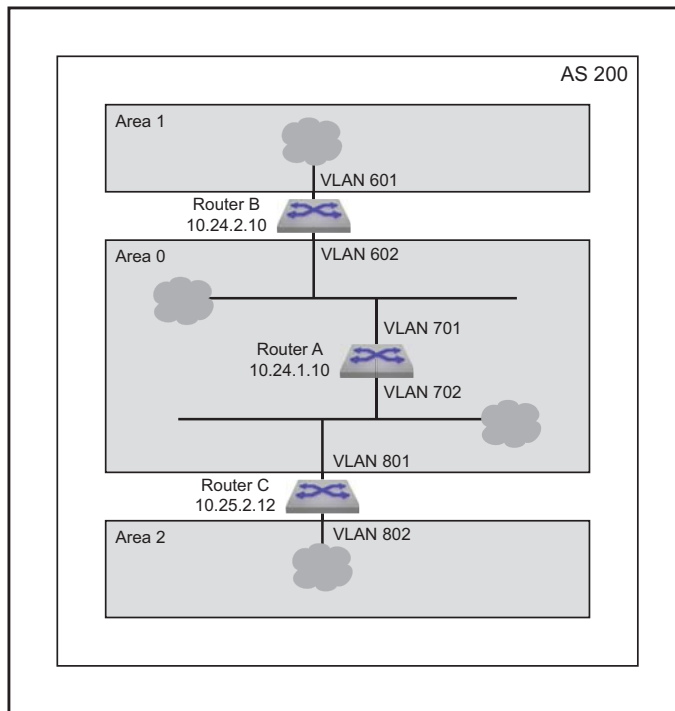 AS 200
Area 1
VLAN 601
Router B
10.24.2.10
Area 0
VLAN 602
VLAN 701
Router A
10.24.1.10
VLAN 702
VLAN 801
Router C
10.25.2.12
Area 2
VLAN 802